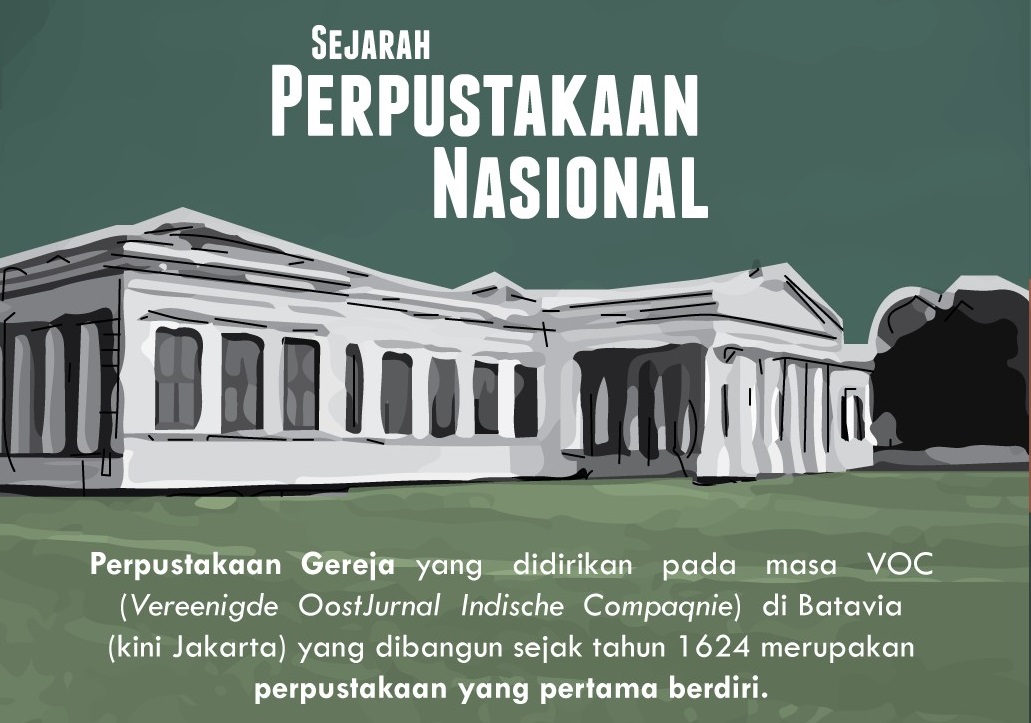 SEJARAH
PERPUSTAKAAN
NASIONAL
Perpustakaan Gereja yang didirikan pada masa VOC
(Vereenigde OostJurnal Indische Compaqnie) di Batavia
(kini Jakarta) yang dibangun sejak tahun 1624 merupakan
perpustakaan yang pertama berdiri.